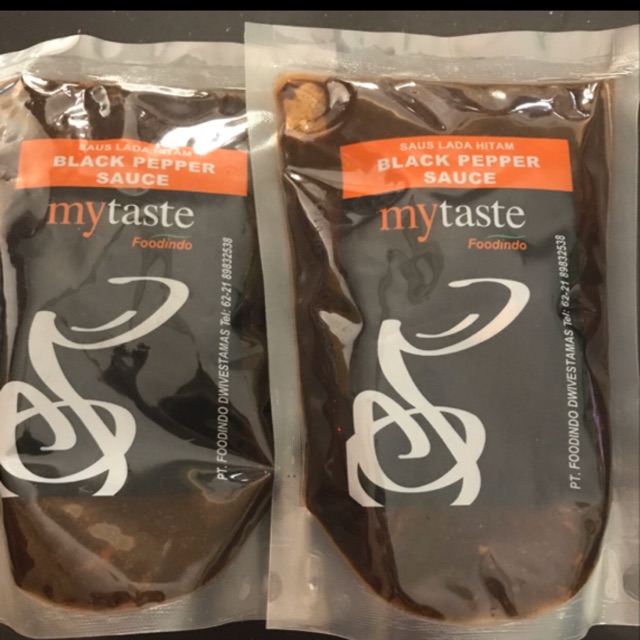 SAUS LADA HITAM
BLACK PEPPER
SAUCE
mytaste
Foodindo
PT. FOODINDO DWIVESTAMAS Tel: 62-21 89832538
SAUS LADA HITAM
BLACK PEPPER
SAUCE
mytaste
Foodindo
PT. FOODINDO DWIVESTAMAS Tel: 62-21 89832538